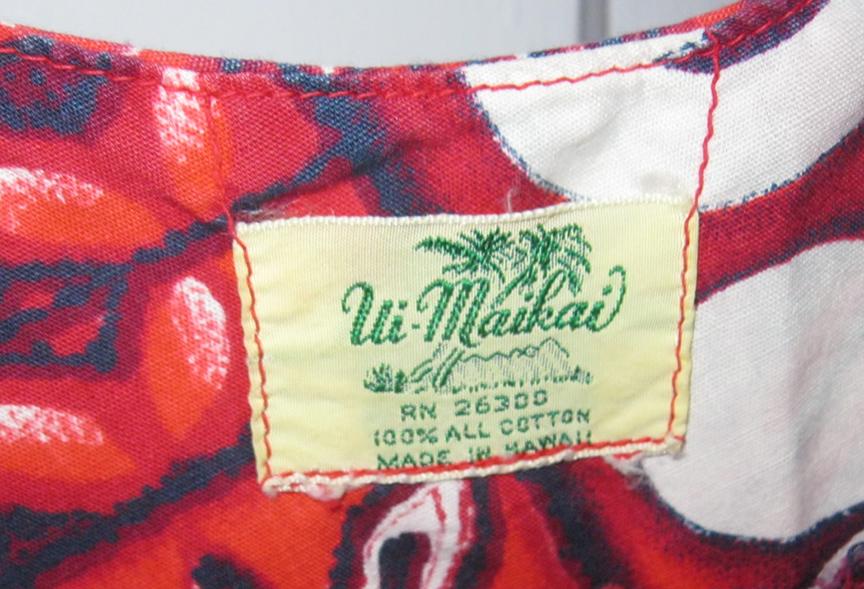 Ui-Maikai
RN 26300
100% ALL COTTON
MADE IN HAWAII